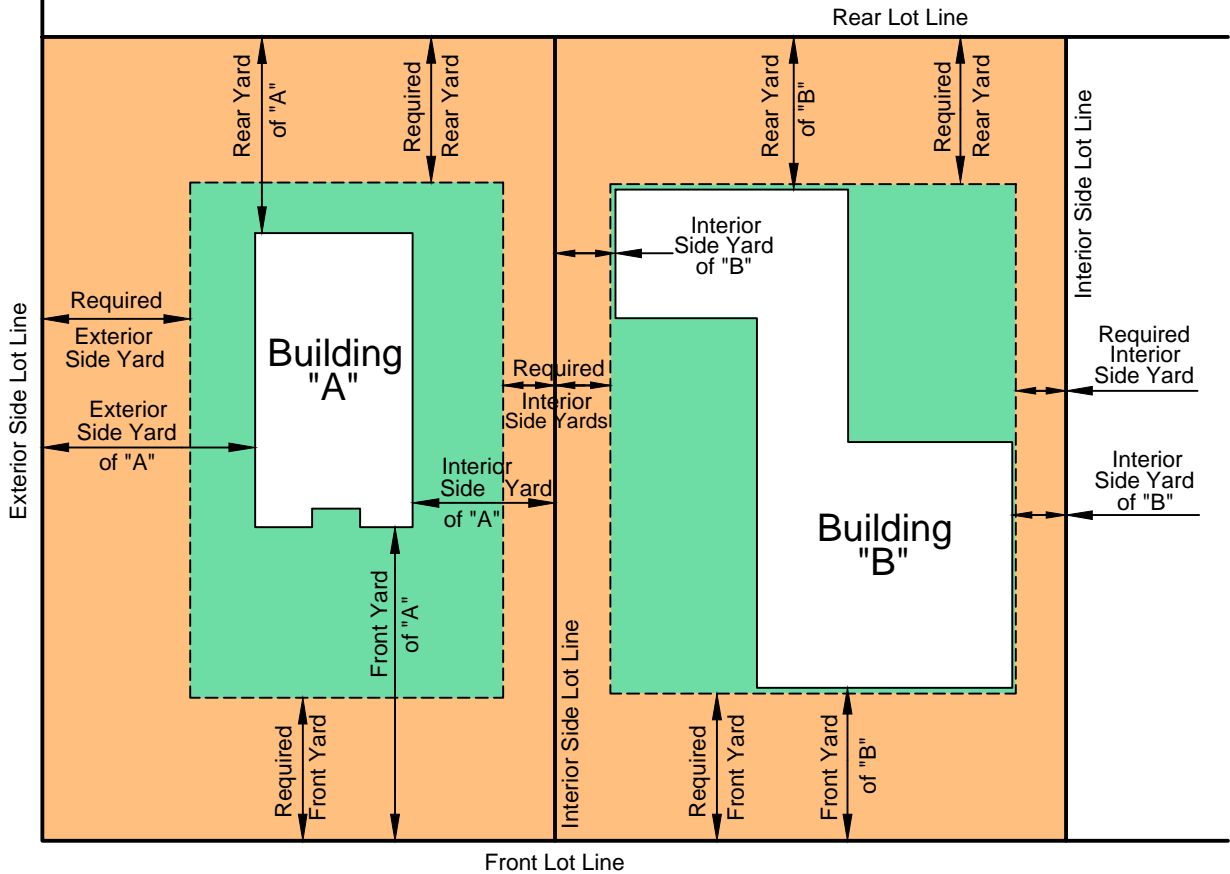 Rear Lot Line
Rear Yard
of "A"
Required
Rear Yard
Rear Yard
of "B"
Required
Rear Yard
Interior Side Lot Line
Interior
Side Yard
of "B"
Required
Exterior
Side Yard
Exterior Side Lot Line
Building
"A"
Required
Interior
Side Yards
Required
Interior
Side Yard
Exterior
Side Yard
of "A"
Interior
Side Yard
of "A"
Interior
Side Yard
of "B"
Building
"B"
Front Yard
of "A"
Interior Side Lot Line
Required
Front Yard
Required
Front Yard
Front Yard
of "B"
Front Lot Line